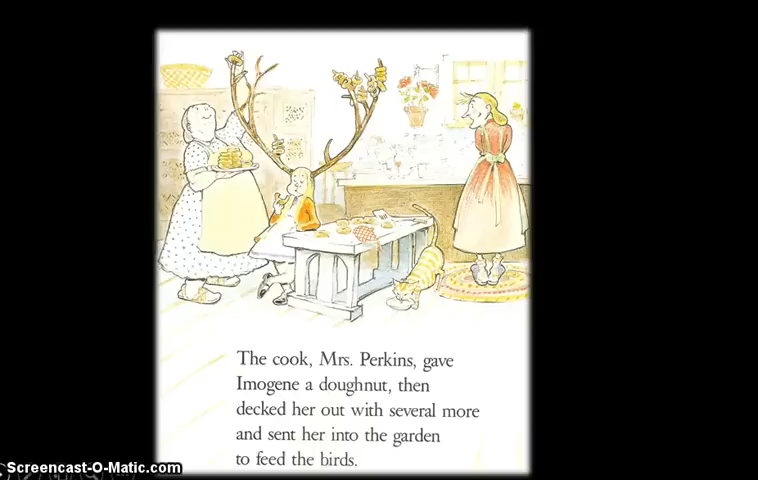 The cook, Mrs. Perkins, gave
Imogene a doughnut, then
decked her out with several more
and sent her into the garden
to feed the birds.
Screencast-O-Matic.com